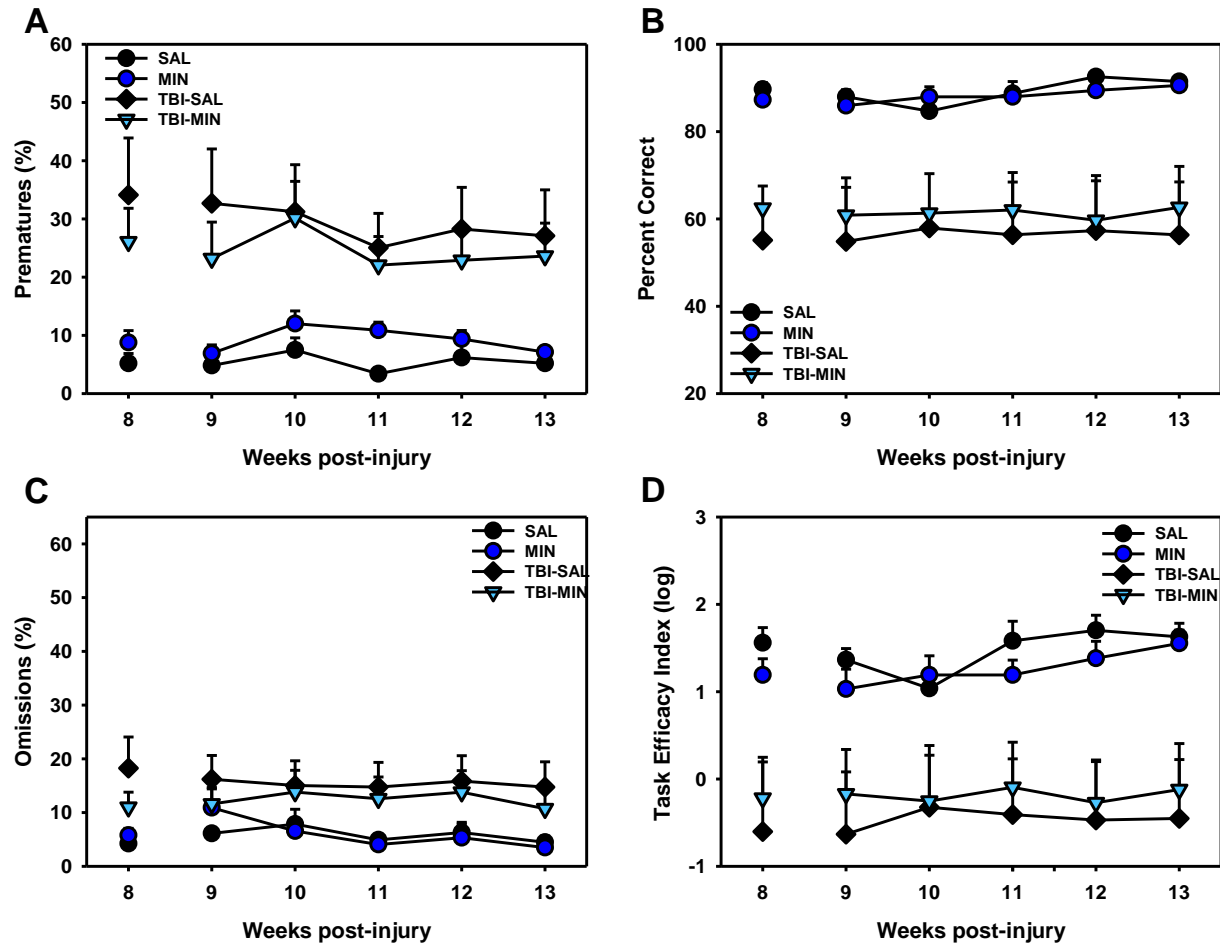 A
Prematures (%)
60
50
40
30
20
10
0
SAL
MIN
TBI-SAL
TBI-MIN
8 9 10 11 12 13
Weeks post-injury
B
Percent Correct
100
80
60
40
20
SAL
MIN
TBI-SAL
TBI-MIN
8 9 10 11 12 13
Weeks post-injury
C
Omissions (%)
60
50
40
30
20
10
0
SAL
MIN
TBI-SAL
TBI-MIN
8 9 10 11 12 13
Weeks post-injury
D
Task Efficacy Index (log)
3
2
1
0
-1
SAL
MIN
TBI-SAL
TBI-MIN
8 9 10 11 12 13
Weeks post-injury